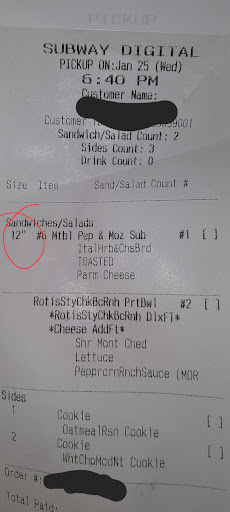 PICKUP
SUBWAY DIGITAL
PICKUP ON:Jan 25 (Wed)
6:40 PM
Customer Name:
Customer
Sandwich/Salad Count: 2
Sides Count: 3
Drink Count: 0
Size Item Sand/Salad Count #
Sandwiches/Salads
12" #6 Mtbl Pep & Moz Sub #1 [ ]
ItalHrb&ChsBrd
TOASTED
Parm Cheese
RotisStyChkBcRnh PrtBwl #2 [ ]
*RotisStyChkBcRnh DlxFT*
*Cheese AddFt*
Shr Mont Ched
Lettuce
PepprcrnRnchSauce (MOR
Sides
1 Cookie [ ]
OatmealRsn Cookie
2 Cookie [ ]
WhtChpMcdNt Cookie
Order #:
Total Paid: